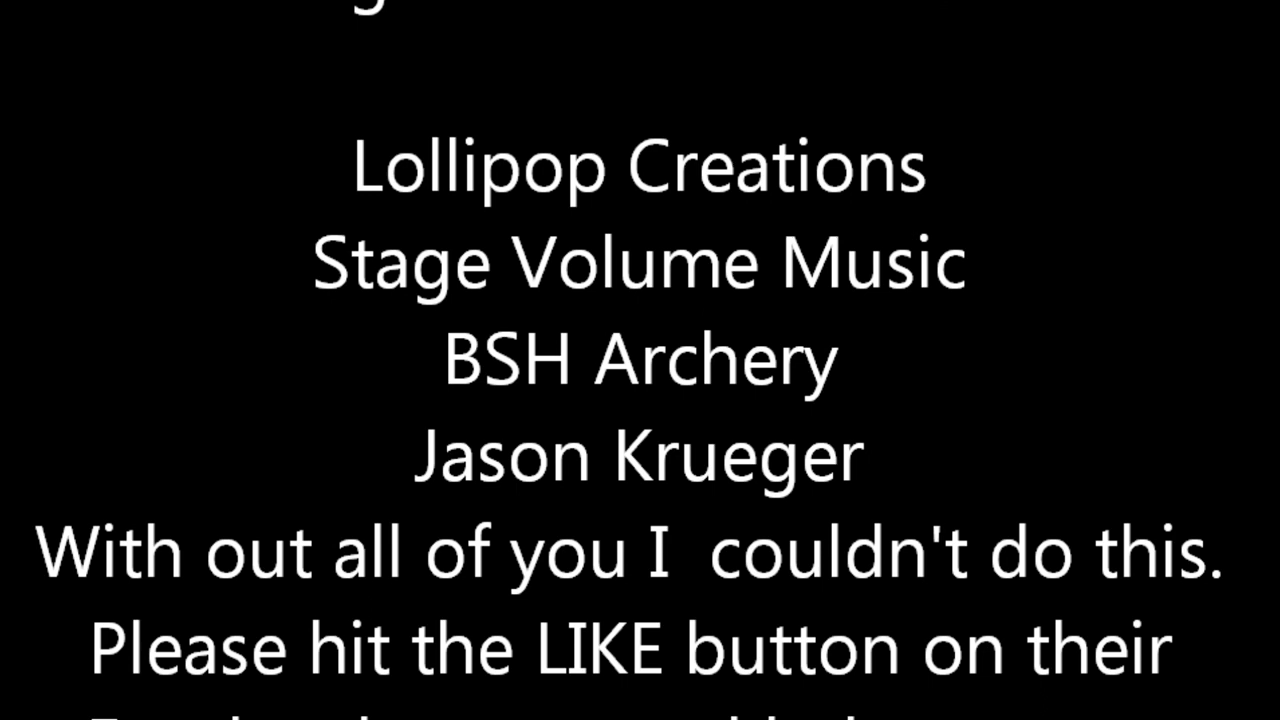 Lollipop Creations
Stage Volume Music
BSH Archery
Jason Krueger
With out all of you I  couldn't do this.
Please hit the LIKE button on their